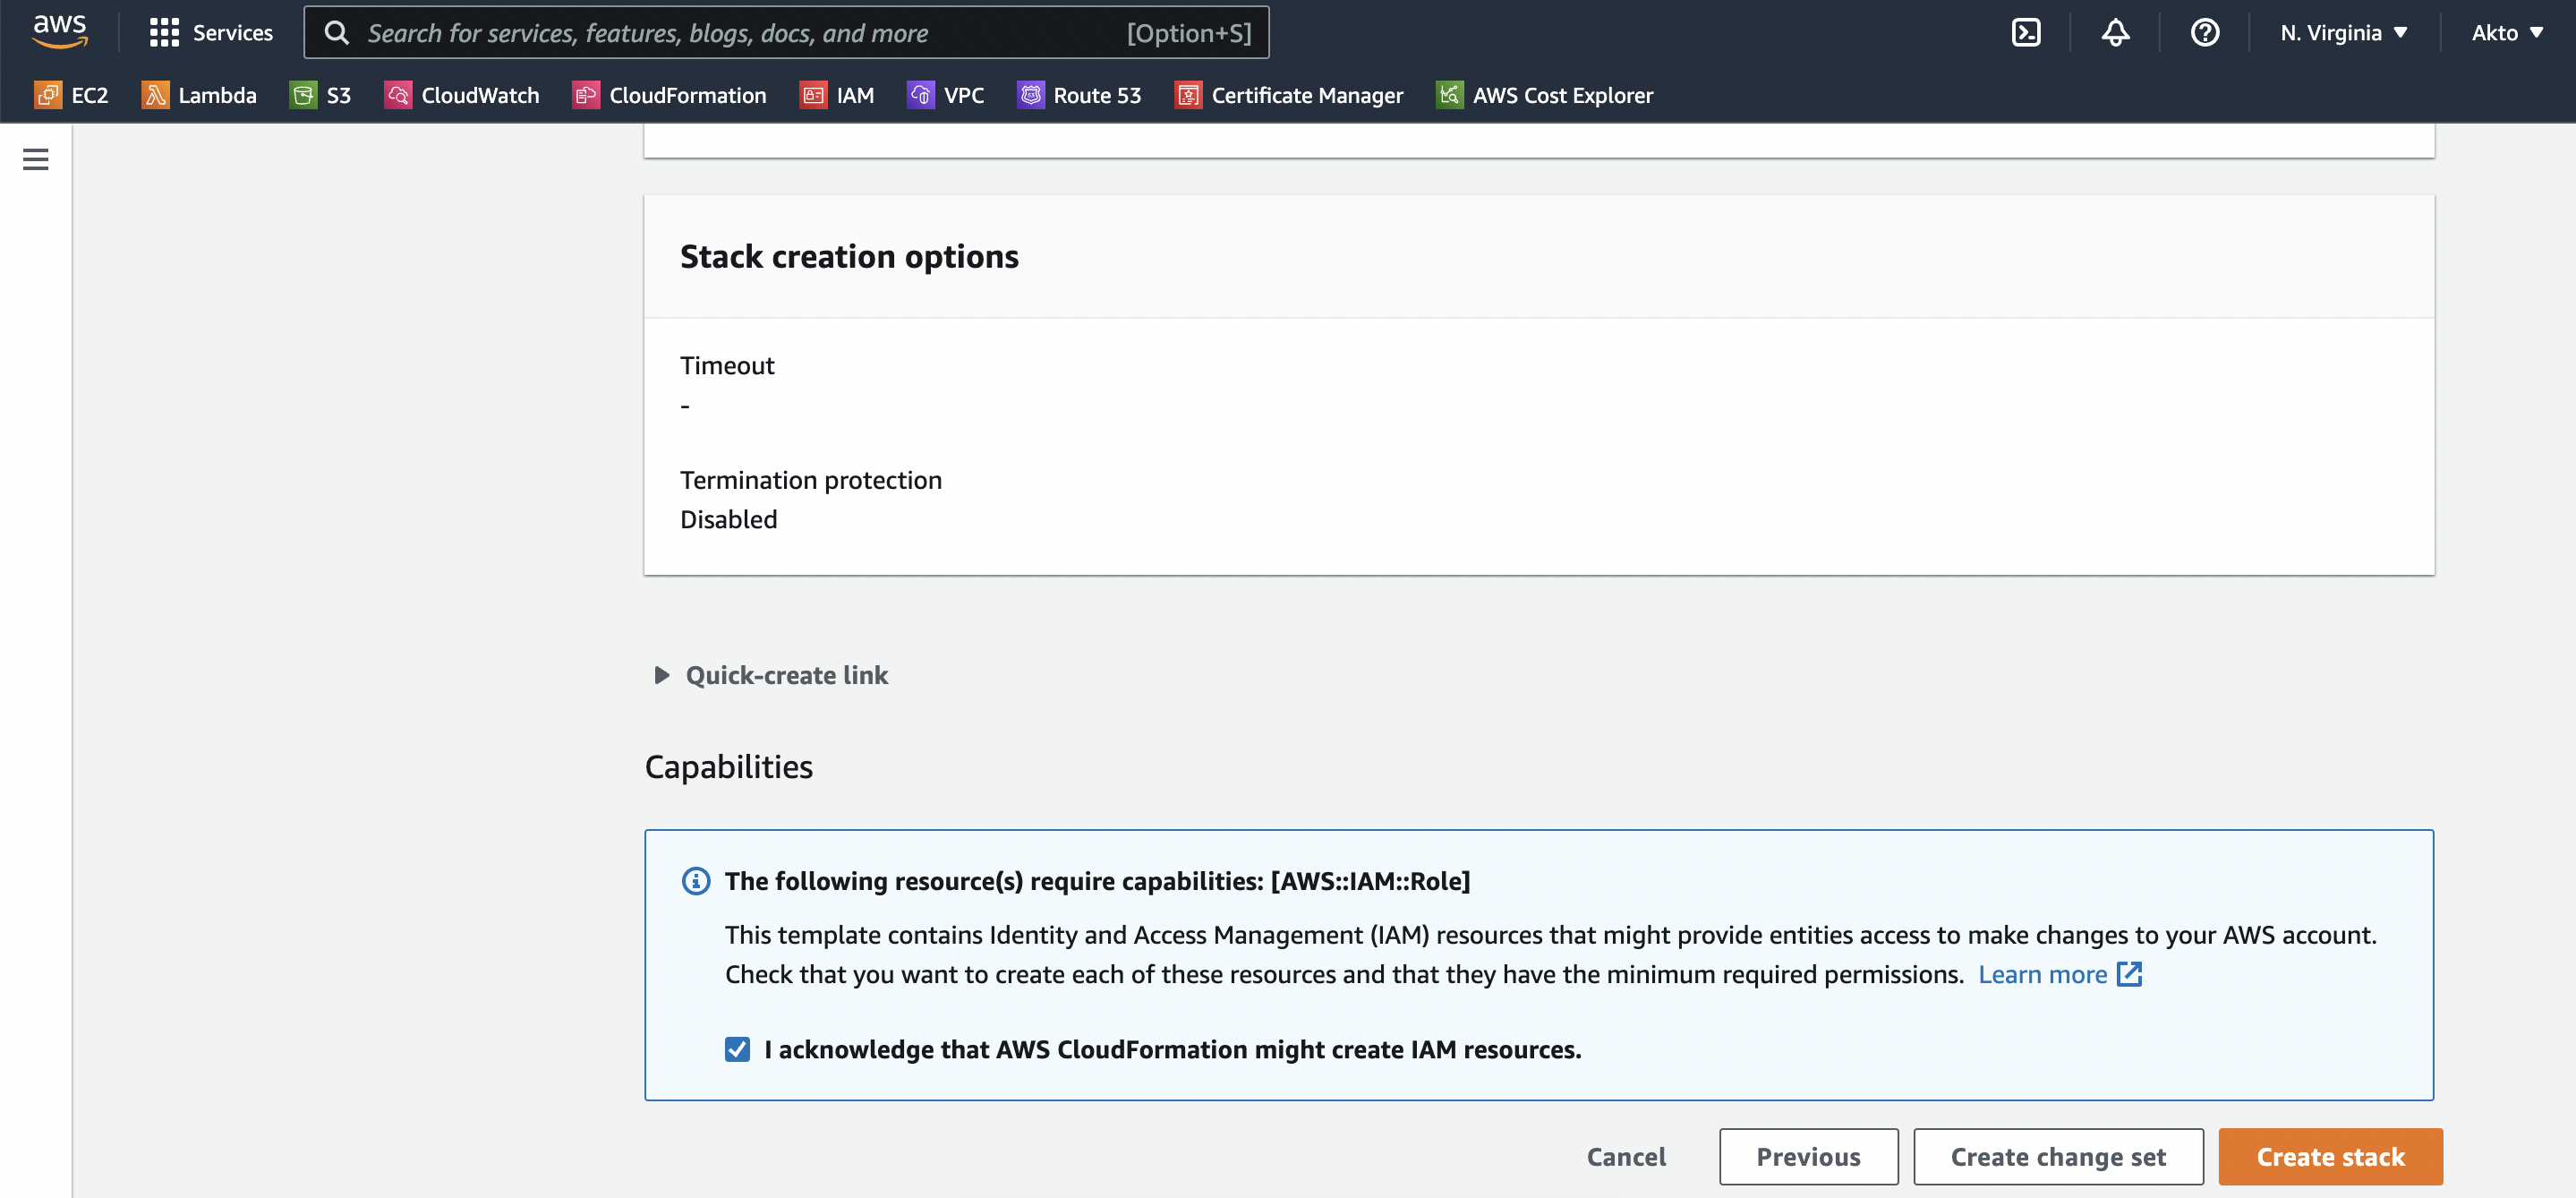 aws
Services
Search for services, features, blogs, docs, and more
[Option+S]
N. Virginia
Akto
EC2
Lambda
S3
CloudWatch
CloudFormation
IAM
VPC
Route 53
Certificate Manager
AWS Cost Explorer
Stack creation options
Timeout
-
Termination protection
Disabled
Quick-create link
Capabilities
The following resource(s) require capabilities: [AWS::IAM::Role]
This template contains Identity and Access Management (IAM) resources that might provide entities access to make changes to your AWS account.
Check that you want to create each of these resources and that they have the minimum required permissions. Learn more
I acknowledge that AWS CloudFormation might create IAM resources.
Cancel
Previous
Create change set
Create stack